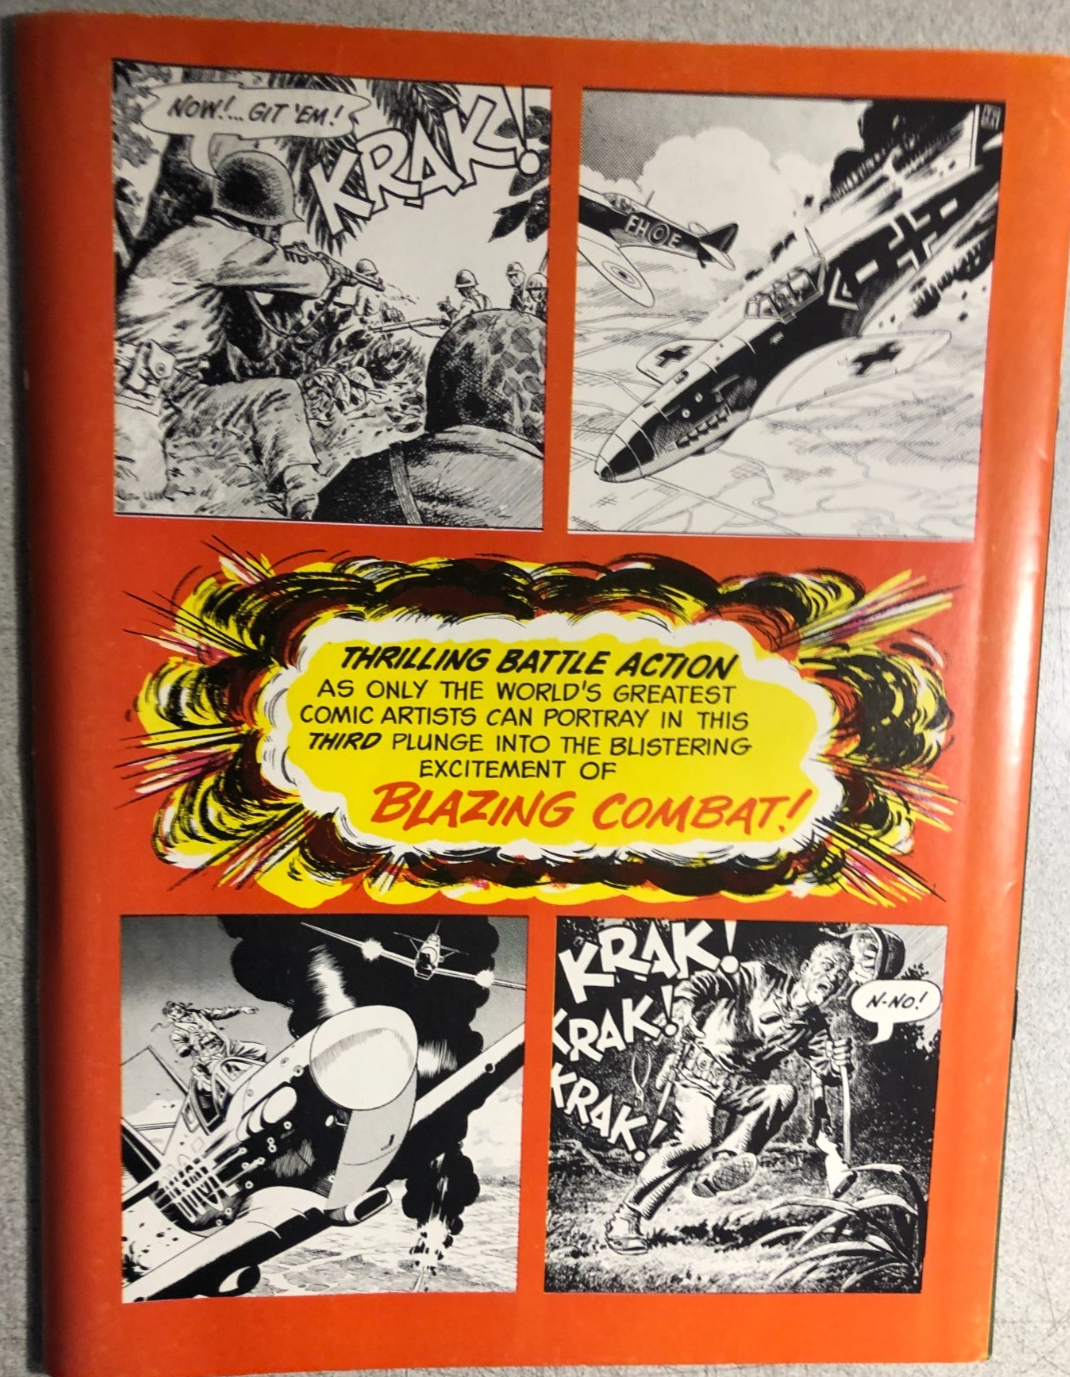 NOW!... GIT 'EM!
KRAK!
FH E
THRILLING BATTLE ACTION
AS ONLY THE WORLD'S GREATEST
COMIC ARTISTS CAN PORTRAY IN THIS
THIRD PLUNGE INTO THE BLISTERING
EXCITEMENT OF
BLAZING COMBAT!
KRAK!
KRAK!
KRAK!
N-NO!